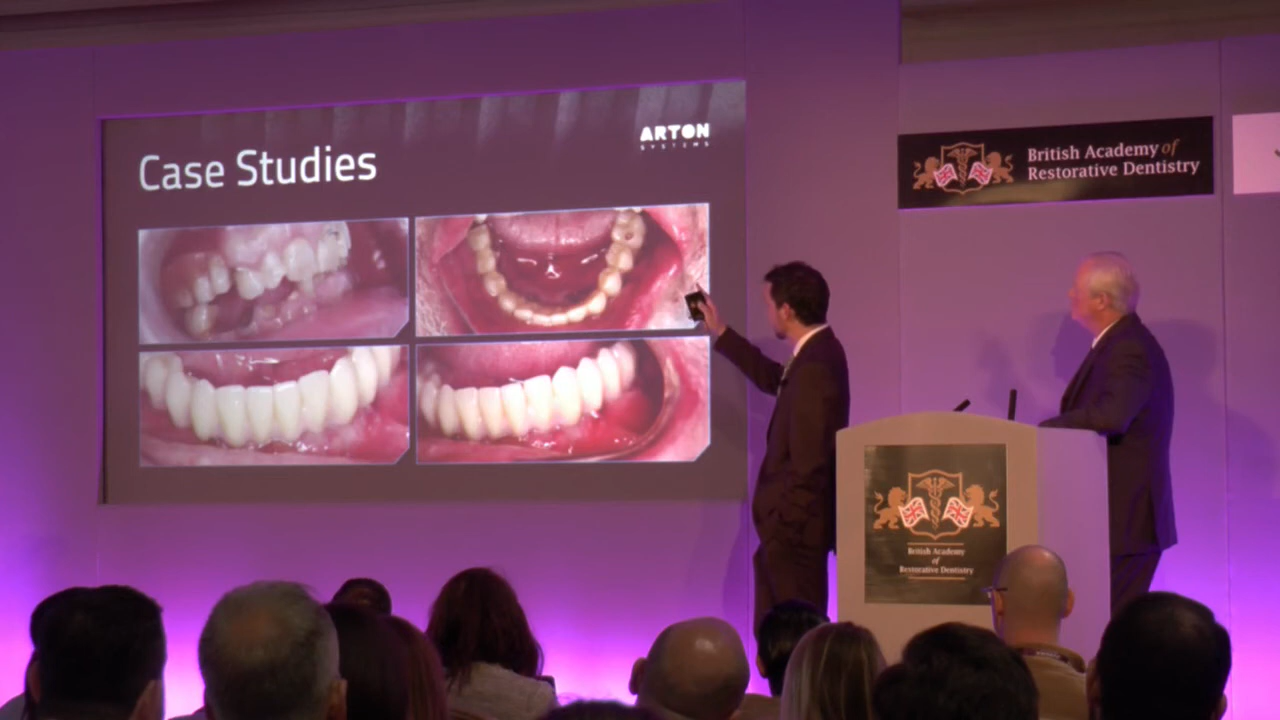 Case Studies
ARTON
SYSTEMS
British Academy of
Restorative Dentistry
British Academy
of
Restorative Dentistry